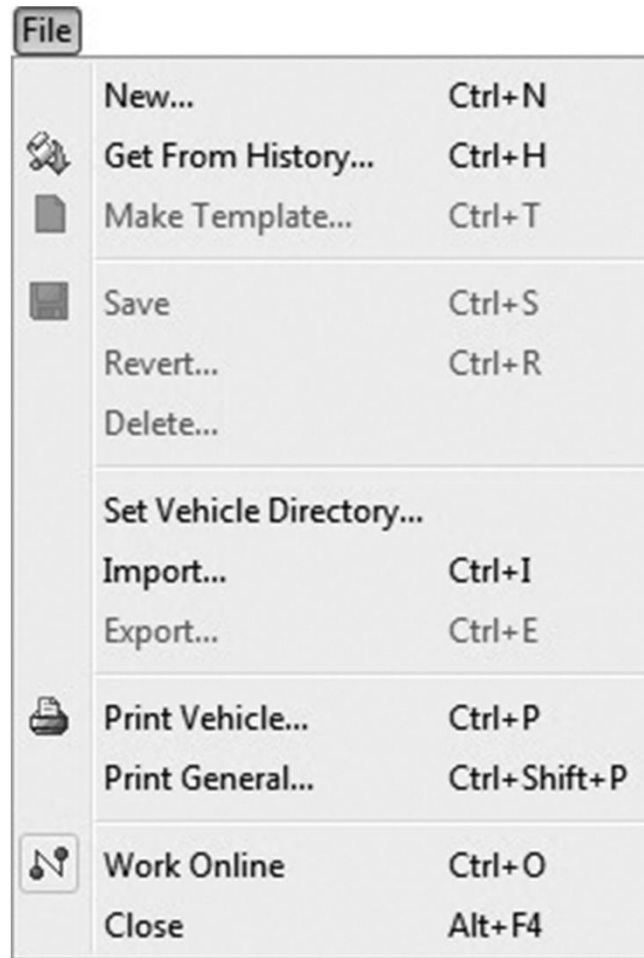 File
New... Ctrl+N
Get From History... Ctrl+H
Make Template... Ctrl+T
Save Ctrl+S
Revert... Ctrl+R
Delete...
Set Vehicle Directory...
Import... Ctrl+I
Export... Ctrl+E
Print Vehicle... Ctrl+P
Print General... Ctrl+Shift+P
Work Online Ctrl+O
Close Alt+F4